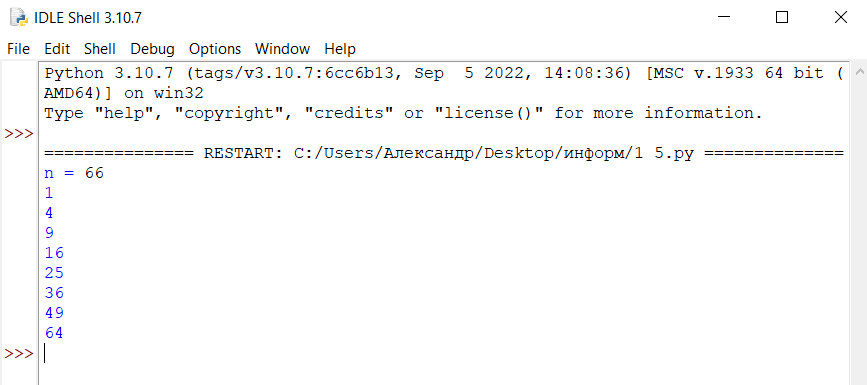 IDLE Shell 3.10.7
File Edit Shell Debug Options Window Help
Python 3.10.7 (tags/v3.10.7:6cc6b13, Sep  5 2022, 14:08:36) [MSC v.1933 64 bit (
AMD64)] on win32
Type "help", "copyright", "credits" or "license()" for more information.
>>>
=============== RESTART: C:/Users/Александр/Desktop/информ/1 5.py ==============
n = 66
1
4
9
16
25
36
49
64
>>>